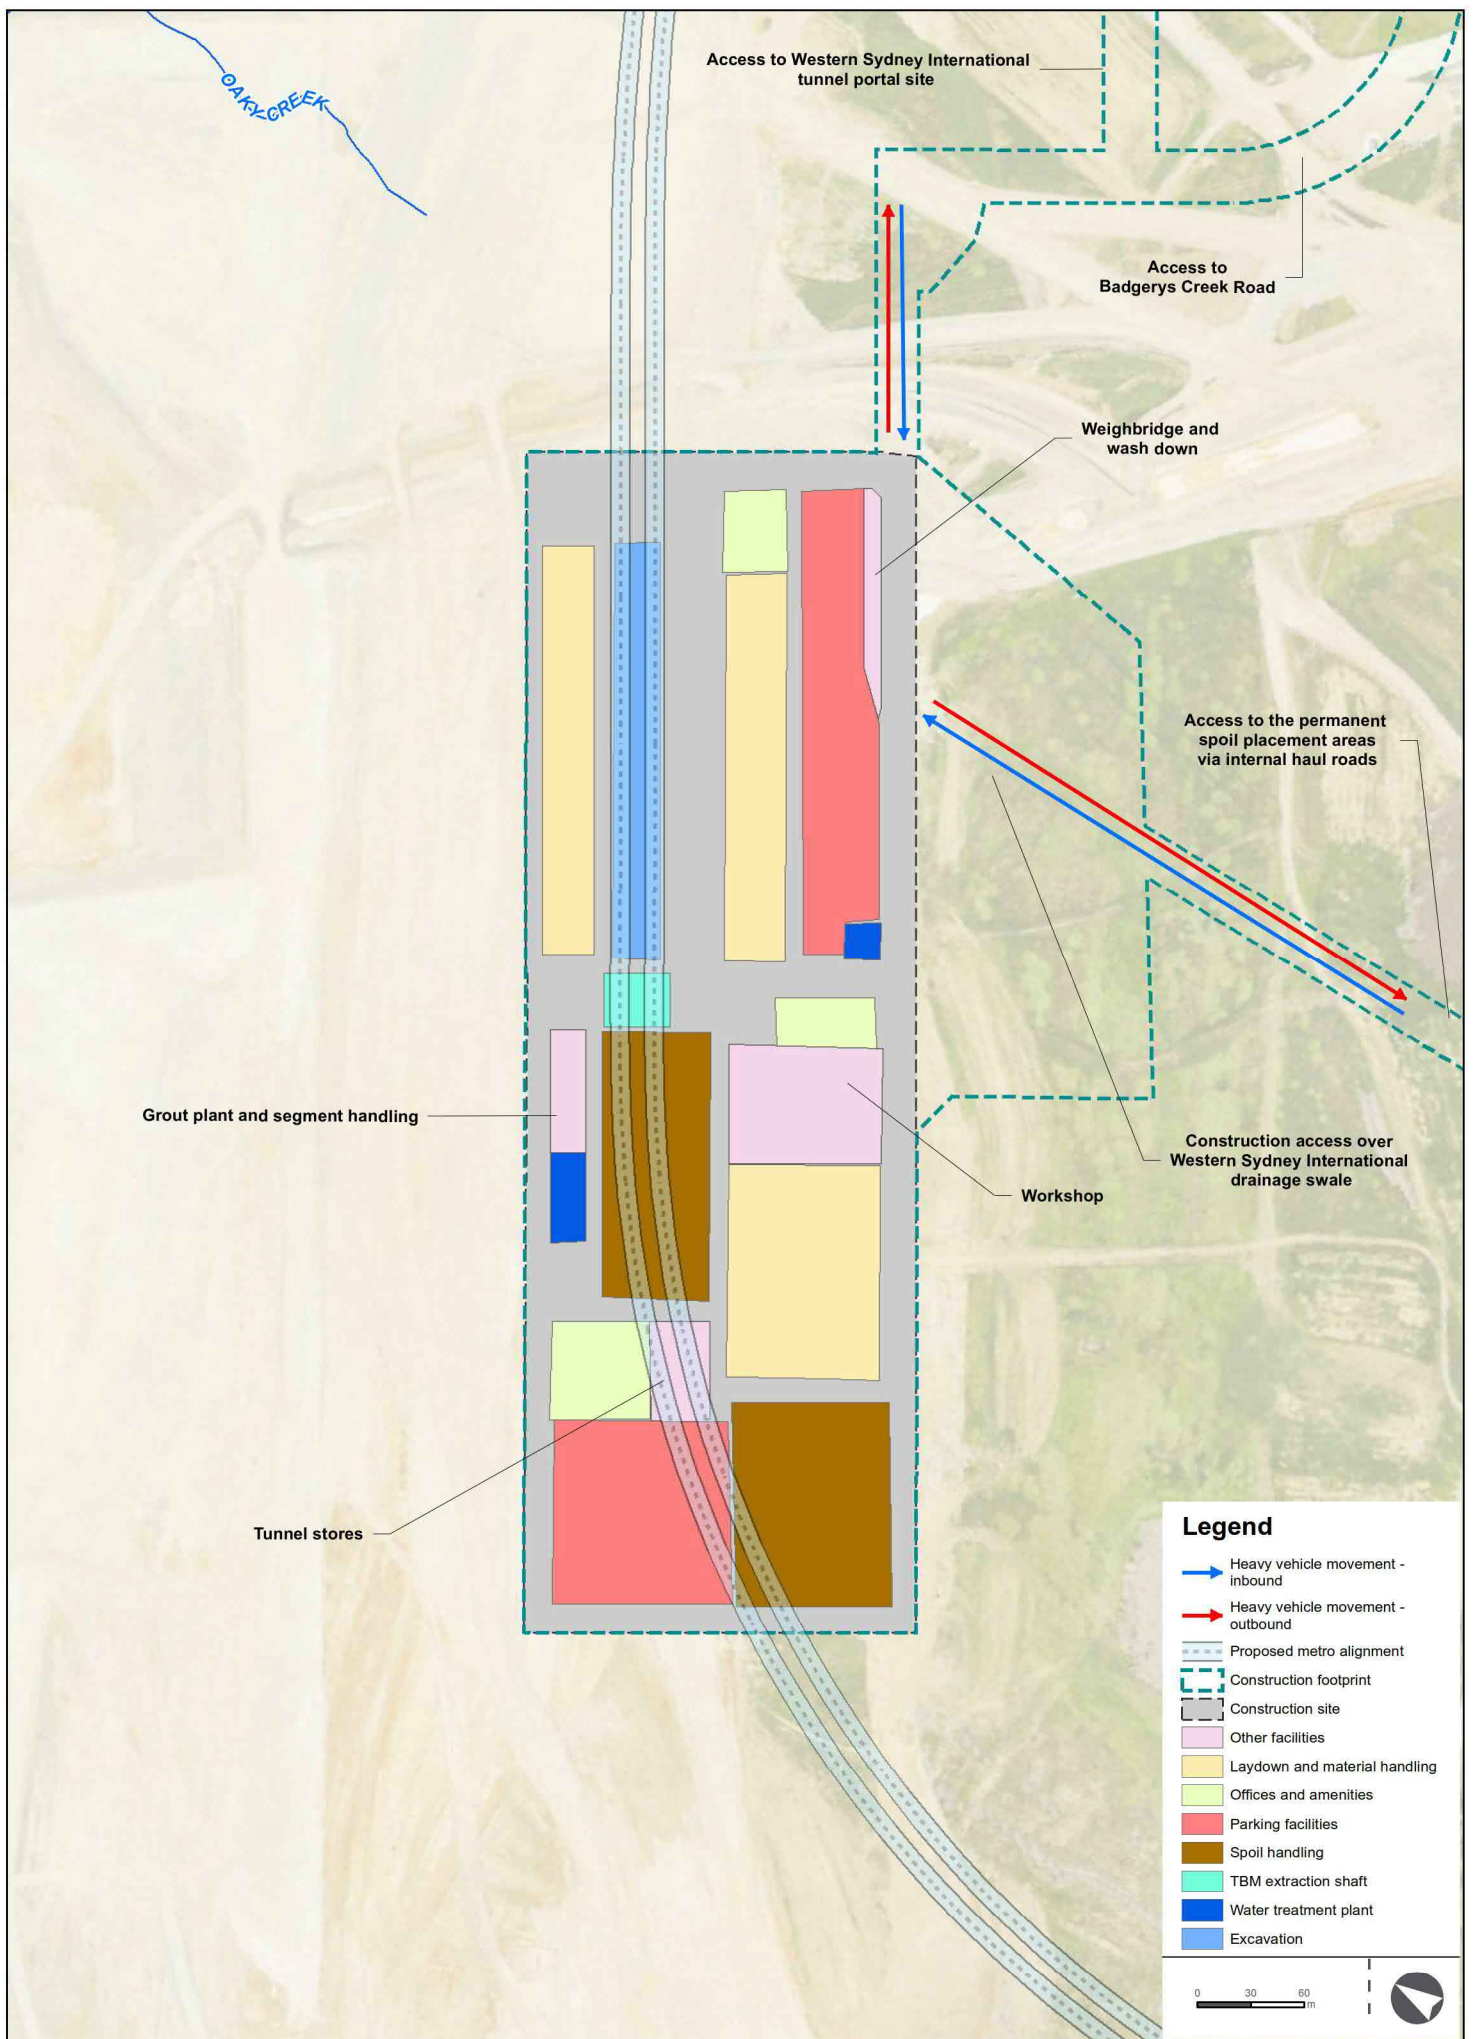 OAKY CREEK
Access to Western Sydney International
tunnel portal site
Access to
Badgerys Creek Road
Weighbridge and
wash down
Access to the permanent
spoil placement areas
via internal haul roads
Grout plant and segment handling
Construction access over
Western Sydney International
drainage swale
Workshop
Tunnel stores
Legend
Heavy vehicle movement -
inbound
Heavy vehicle movement -
outbound
Proposed metro alignment
Construction footprint
Construction site
Other facilities
Laydown and material handling
Offices and amenities
Parking facilities
Spoil handling
TBM extraction shaft
Water treatment plant
Excavation
0 30 60
m